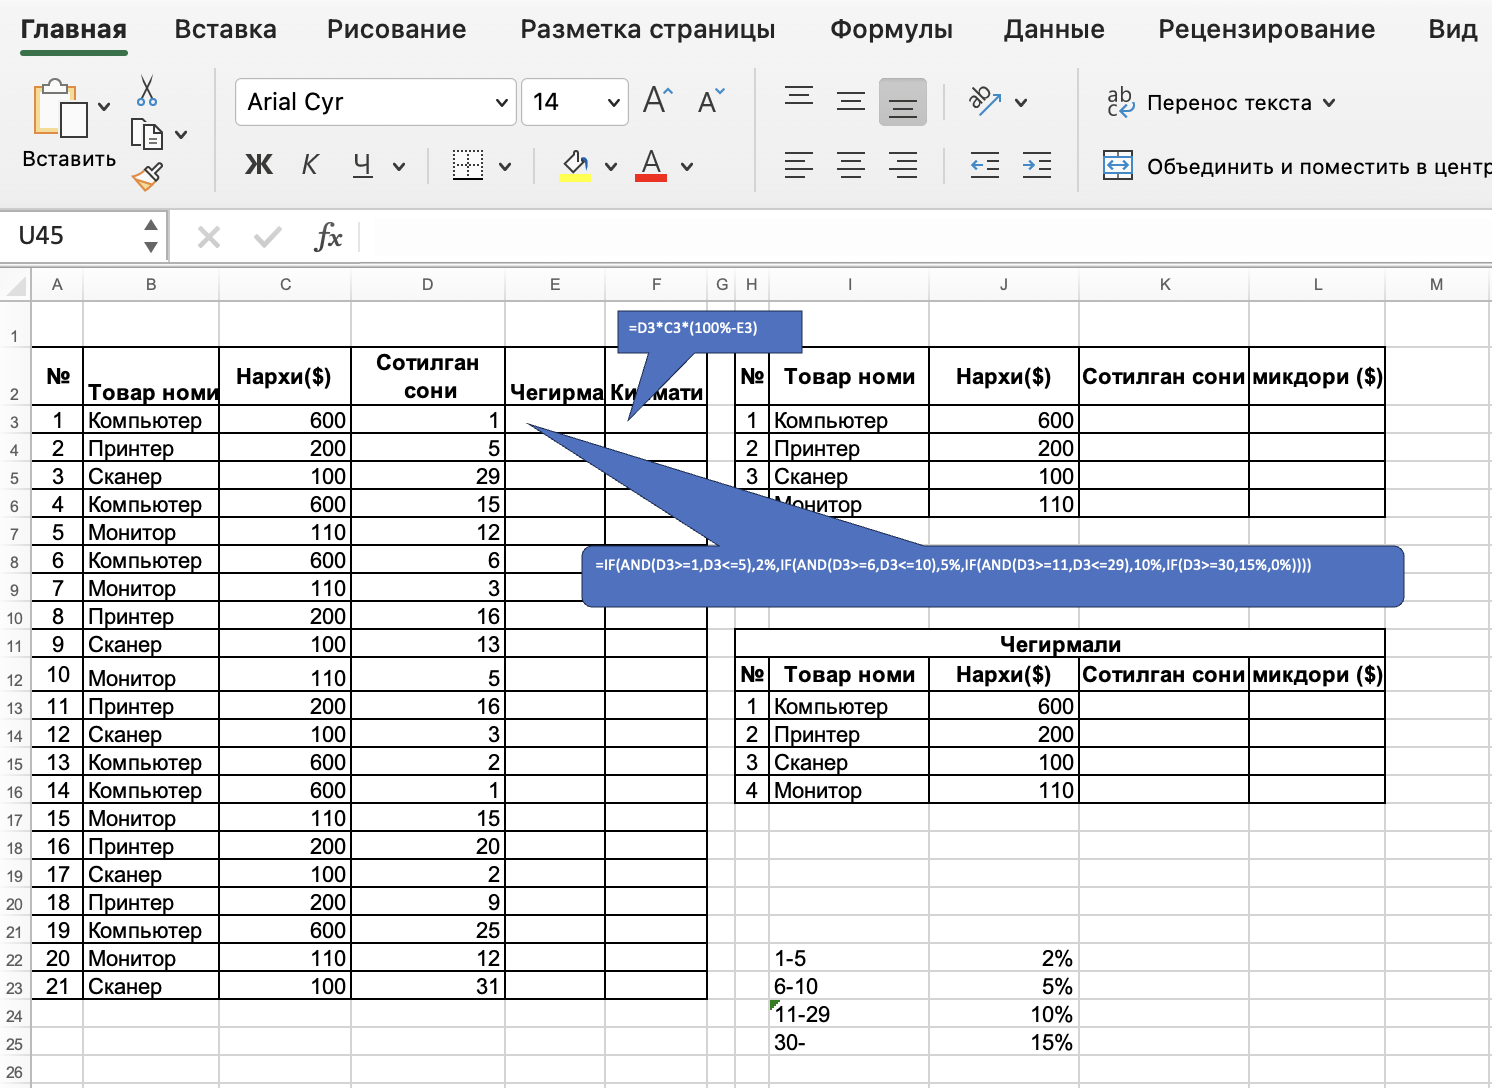 Главная Вставка Рисование Разметка страницы Формулы Данные Рецензирование Вид
Вставить
Arial Cyr 14
Ж К Ч А
Перенос текста
Объединить и поместить в центр
U45 fx
A B C D E F G H I J K L M
1
=D3*C3*(100%-E3)
2 № Товар номи Нархи($) Сотилган сони Чегирма Ки мати № Товар номи Нархи($) Сотилган сони микдори ($)
3 1 Компьютер 600 1 1 Компьютер 600
4 2 Принтер 200 5 2 Принтер 200
5 3 Сканер 100 29 3 Сканер 100
6 4 Компьютер 600 15 Монитор 110
7 5 Монитор 110 12
8 6 Компьютер 600 6
=IF(AND(D3>=1,D3<=5),2%,IF(AND(D3>=6,D3<=10),5%,IF(AND(D3>=11,D3<=29),10%,IF(D3>=30,15%,0%))))
9 7 Монитор 110 3
10 8 Принтер 200 16
11 9 Сканер 100 13 Чегирмали
12 10 Монитор 110 5 № Товар номи Нархи($) Сотилган сони микдори ($)
13 11 Принтер 200 16 1 Компьютер 600
14 12 Сканер 100 3 2 Принтер 200
15 13 Компьютер 600 2 3 Сканер 100
16 14 Компьютер 600 1 4 Монитор 110
17 15 Монитор 110 15
18 16 Принтер 200 20
19 17 Сканер 100 2
20 18 Принтер 200 9
21 19 Компьютер 600 25
22 20 Монитор 110 12 1-5 2%
23 21 Сканер 100 31 6-10 5%
24 11-29 10%
25 30- 15%
26